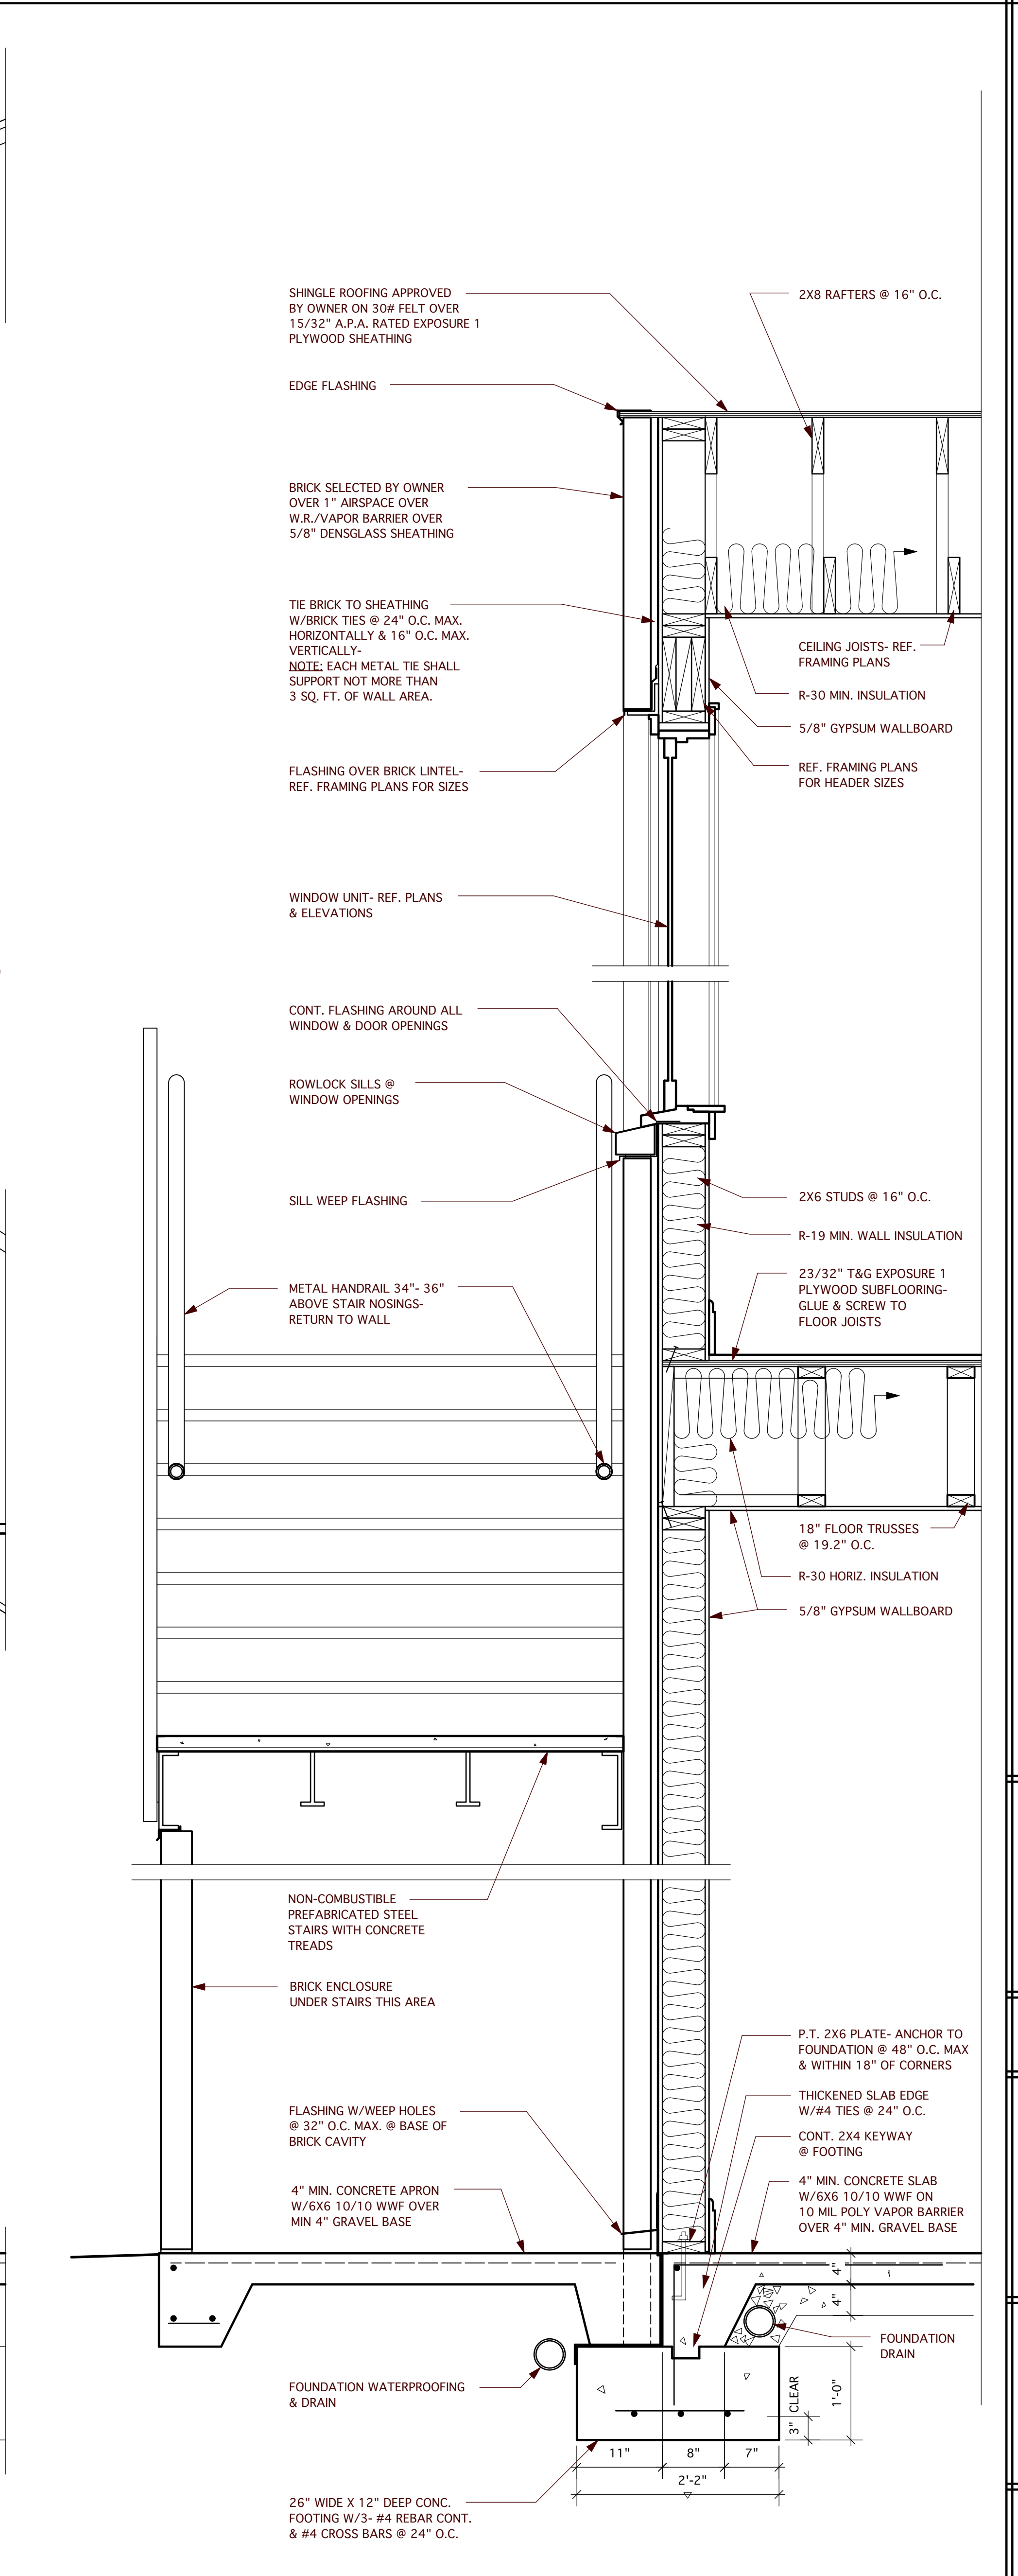 SHINGLE ROOFING APPROVED
BY OWNER ON 30# FELT OVER
15/32" A.P.A. RATED EXPOSURE 1
PLYWOOD SHEATHING
2X8 RAFTERS @ 16" O.C.
EDGE FLASHING
BRICK SELECTED BY OWNER
OVER 1" AIRSPACE OVER
W.R./VAPOR BARRIER OVER
5/8" DENSGLASS SHEATHING
TIE BRICK TO SHEATHING
W/BRICK TIES @ 24" O.C. MAX.
HORIZONTALLY & 16" O.C. MAX.
VERTICALLY-
NOTE: EACH METAL TIE SHALL
SUPPORT NOT MORE THAN
3 SQ. FT. OF WALL AREA.
CEILING JOISTS- REF.
FRAMING PLANS
R-30 MIN. INSULATION
5/8" GYPSUM WALLBOARD
REF. FRAMING PLANS
FOR HEADER SIZES
FLASHING OVER BRICK LINTEL-
REF. FRAMING PLANS FOR SIZES
WINDOW UNIT- REF. PLANS
& ELEVATIONS
CONT. FLASHING AROUND ALL
WINDOW & DOOR OPENINGS
ROWLOCK SILLS @
WINDOW OPENINGS
SILL WEEP FLASHING
2X6 STUDS @ 16" O.C.
R-19 MIN. WALL INSULATION
23/32" T&G EXPOSURE 1
PLYWOOD SUBFLOORING-
GLUE & SCREW TO
FLOOR JOISTS
METAL HANDRAIL 34"- 36"
ABOVE STAIR NOSINGS-
RETURN TO WALL
18" FLOOR TRUSSES
@ 19.2" O.C.
R-30 HORIZ. INSULATION
5/8" GYPSUM WALLBOARD
NON-COMBUSTIBLE
PREFABRICATED STEEL
STAIRS WITH CONCRETE
TREADS
BRICK ENCLOSURE
UNDER STAIRS THIS AREA
P.T. 2X6 PLATE- ANCHOR TO
FOUNDATION @ 48" O.C. MAX
& WITHIN 18" OF CORNERS
THICKENED SLAB EDGE
W/#4 TIES @ 24" O.C.
CONT. 2X4 KEYWAY
@ FOOTING
4" MIN. CONCRETE SLAB
W/6X6 10/10 WWF ON
10 MIL POLY VAPOR BARRIER
OVER 4" MIN. GRAVEL BASE
FLASHING W/WEEP HOLES
@ 32" O.C. MAX. @ BASE OF
BRICK CAVITY
4" MIN. CONCRETE APRON
W/6X6 10/10 WWF OVER
MIN 4" GRAVEL BASE
4"
4"
FOUNDATION
DRAIN
FOUNDATION WATERPROOFING
& DRAIN
3" CLEAR
1'-0"
11"
8"
7"
2'-2"
26" WIDE X 12" DEEP CONC.
FOOTING W/3- #4 REBAR CONT.
& #4 CROSS BARS @ 24" O.C.